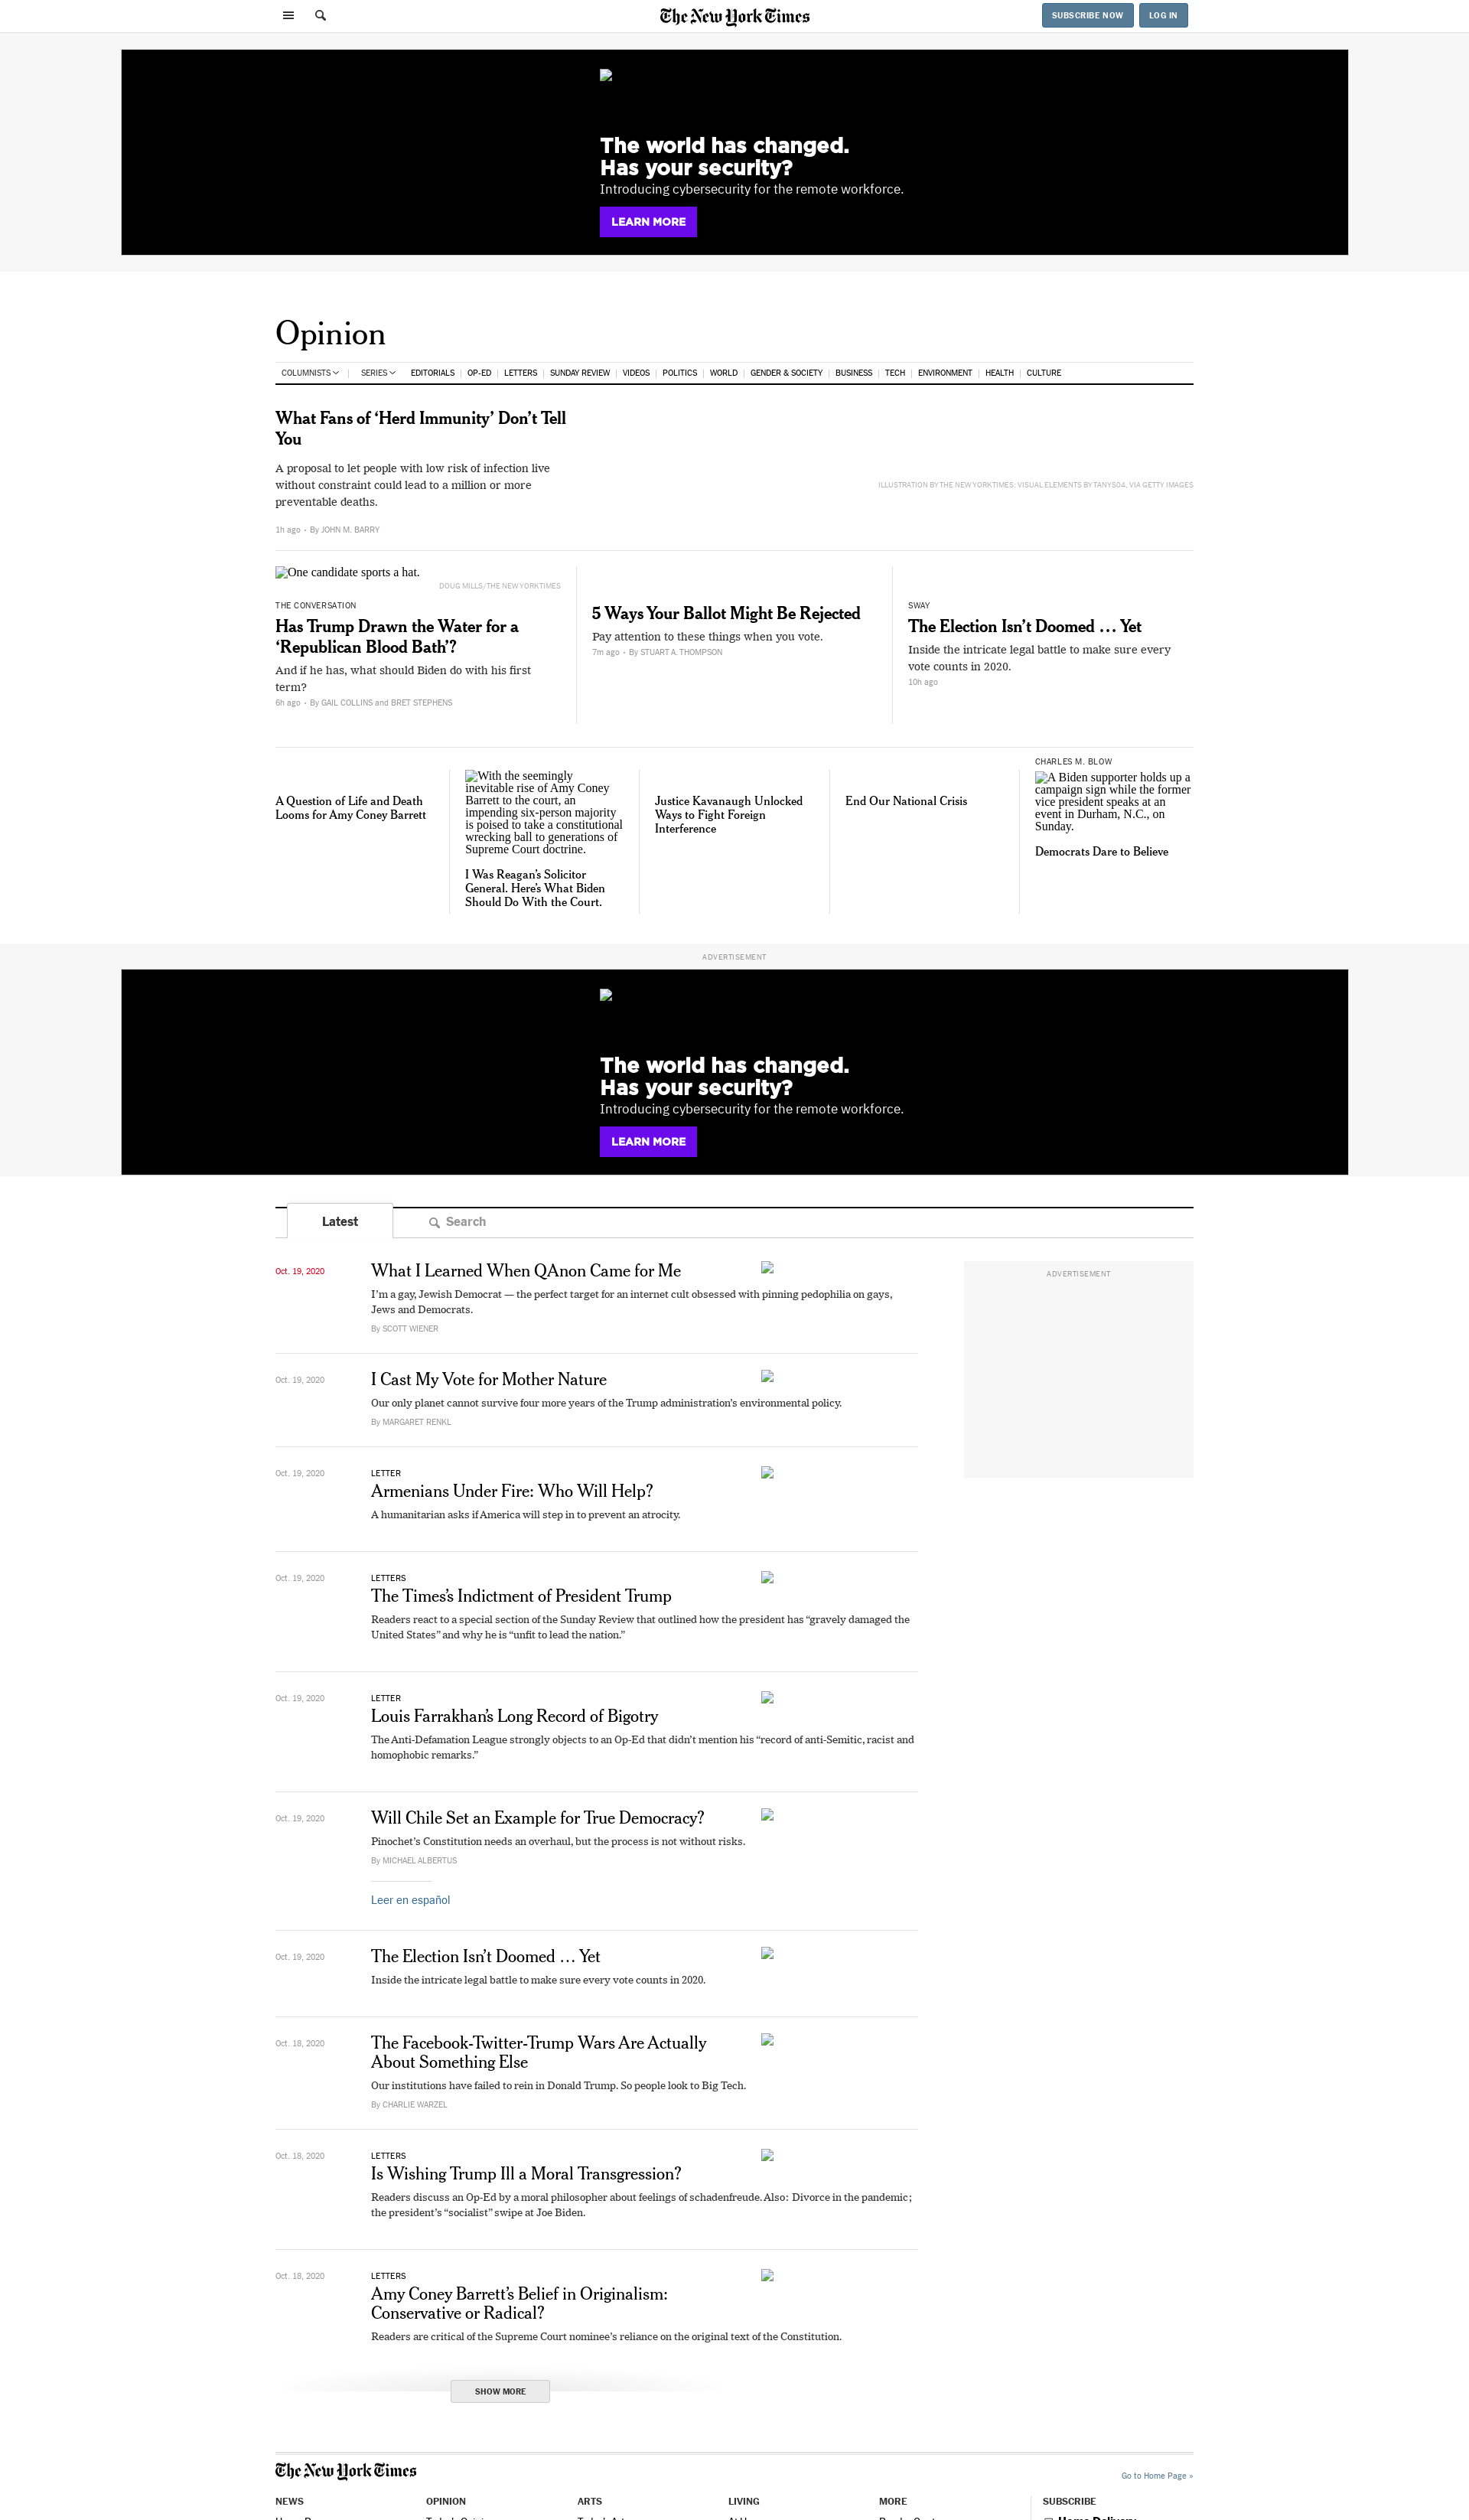 The New York Times
SUBSCRIBE NOW
LOG IN
The world has changed.
Has your security?
Introducing cybersecurity for the remote workforce.
LEARN MORE
Opinion
COLUMNISTS
SERIES
EDITORIALS
OP-ED
LETTERS
SUNDAY REVIEW
VIDEOS
POLITICS
WORLD
GENDER & SOCIETY
BUSINESS
TECH
ENVIRONMENT
HEALTH
CULTURE
What Fans of ‘Herd Immunity’ Don’t Tell
You
A proposal to let people with low risk of infection live
without constraint could lead to a million or more
preventable deaths.
1h ago • By JOHN M. BARRY
ILLUSTRATION BY THE NEW YORK TIMES; VISUAL ELEMENTS BY TANYS04, VIA GETTY IMAGES
One candidate sports a hat.
DOUG MILLS/THE NEW YORK TIMES
THE CONVERSATION
Has Trump Drawn the Water for a
‘Republican Blood Bath’?
And if he has, what should Biden do with his first
term?
6h ago • By GAIL COLLINS and BRET STEPHENS
5 Ways Your Ballot Might Be Rejected
Pay attention to these things when you vote.
7m ago • By STUART A. THOMPSON
SWAY
The Election Isn’t Doomed … Yet
Inside the intricate legal battle to make sure every
vote counts in 2020.
10h ago
A Question of Life and Death
Looms for Amy Coney Barrett
With the seemingly
inevitable rise of Amy Coney
Barrett to the court, an
impending six-person majority
is poised to take a constitutional
wrecking ball to generations of
Supreme Court doctrine.
I Was Reagan’s Solicitor
General. Here’s What Biden
Should Do With the Court.
Justice Kavanaugh Unlocked
Ways to Fight Foreign
Interference
End Our National Crisis
CHARLES M. BLOW
A Biden supporter holds up a
campaign sign while the former
vice president speaks at an
event in Durham, N.C., on
Sunday.
Democrats Dare to Believe
ADVERTISEMENT
The world has changed.
Has your security?
Introducing cybersecurity for the remote workforce.
LEARN MORE
Latest
Search
ADVERTISEMENT
Oct. 19, 2020
What I Learned When QAnon Came for Me
I’m a gay, Jewish Democrat — the perfect target for an internet cult obsessed with pinning pedophilia on gays,
Jews and Democrats.
By SCOTT WIENER
Oct. 19, 2020
I Cast My Vote for Mother Nature
Our only planet cannot survive four more years of the Trump administration’s environmental policy.
By MARGARET RENKL
Oct. 19, 2020
LETTER
Armenians Under Fire: Who Will Help?
A humanitarian asks if America will step in to prevent an atrocity.
Oct. 19, 2020
LETTERS
The Times’s Indictment of President Trump
Readers react to a special section of the Sunday Review that outlined how the president has “gravely damaged the
United States” and why he is “unfit to lead the nation.”
Oct. 19, 2020
LETTER
Louis Farrakhan’s Long Record of Bigotry
The Anti-Defamation League strongly objects to an Op-Ed that didn’t mention his “record of anti-Semitic, racist and
homophobic remarks.”
Oct. 19, 2020
Will Chile Set an Example for True Democracy?
Pinochet’s Constitution needs an overhaul, but the process is not without risks.
By MICHAEL ALBERTUS
Leer en español
Oct. 19, 2020
The Election Isn’t Doomed … Yet
Inside the intricate legal battle to make sure every vote counts in 2020.
Oct. 18, 2020
The Facebook-Twitter-Trump Wars Are Actually
About Something Else
Our institutions have failed to rein in Donald Trump. So people look to Big Tech.
By CHARLIE WARZEL
Oct. 18, 2020
LETTERS
Is Wishing Trump Ill a Moral Transgression?
Readers discuss an Op-Ed by a moral philosopher about feelings of schadenfreude. Also: Divorce in the pandemic;
the president’s “socialist” swipe at Joe Biden.
Oct. 18, 2020
LETTERS
Amy Coney Barrett’s Belief in Originalism:
Conservative or Radical?
Readers are critical of the Supreme Court nominee’s reliance on the original text of the Constitution.
SHOW MORE
The New York Times
Go to Home Page »
NEWS
OPINION
ARTS
LIVING
MORE
SUBSCRIBE